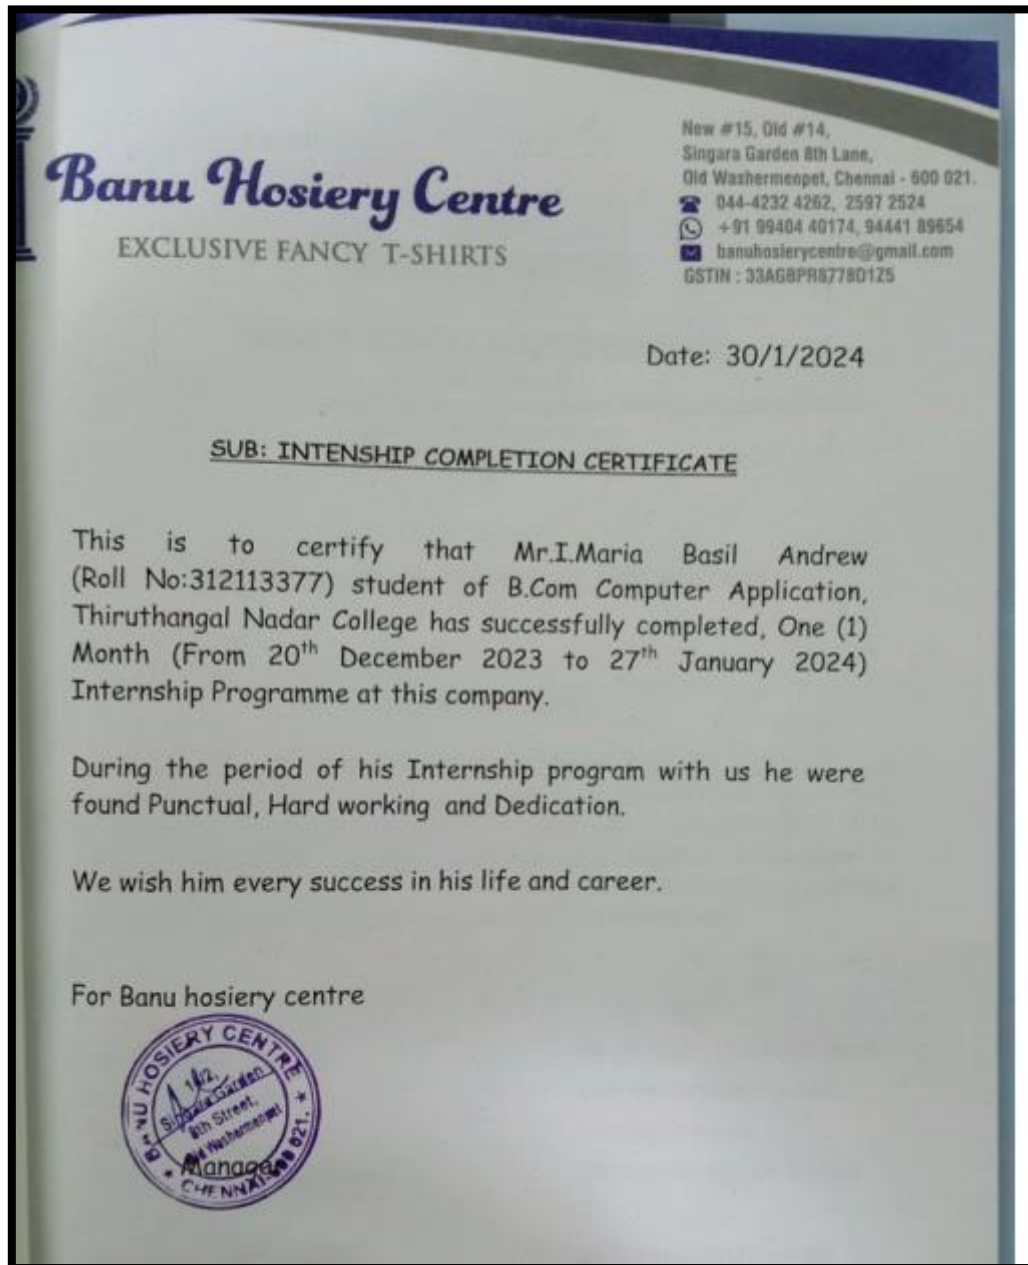 Banu Hosiery Centre
EXCLUSIVE FANCY T-SHIRTS
New #15, Old #14,
Singara Garden 8th Lane,
Old Washermenpet, Chennai - 600 021.
044-4232 4262, 2597 2524
+91 99404 40174, 94441 89654
banuhosierycentre@gmail.com
GSTIN : 33AGBPR8778D1Z5
Date: 30/1/2024
SUB: INTENSHIP COMPLETION CERTIFICATE
This is to certify that Mr.I.Maria Basil Andrew
(Roll No:312113377) student of B.Com Computer Application,
Thiruthangal Nadar College has successfully completed, One (1)
Month (From 20th December 2023 to 27th January 2024)
Internship Programme at this company.
During the period of his Internship program with us he were
found Punctual, Hard working and Dedication.
We wish him every success in his life and career.
For Banu hosiery centre
BANU HOSIERY CENTRE
Singara Garden
8th Street,
Old Washermenpet
CHENNAI-600 021.
Manager